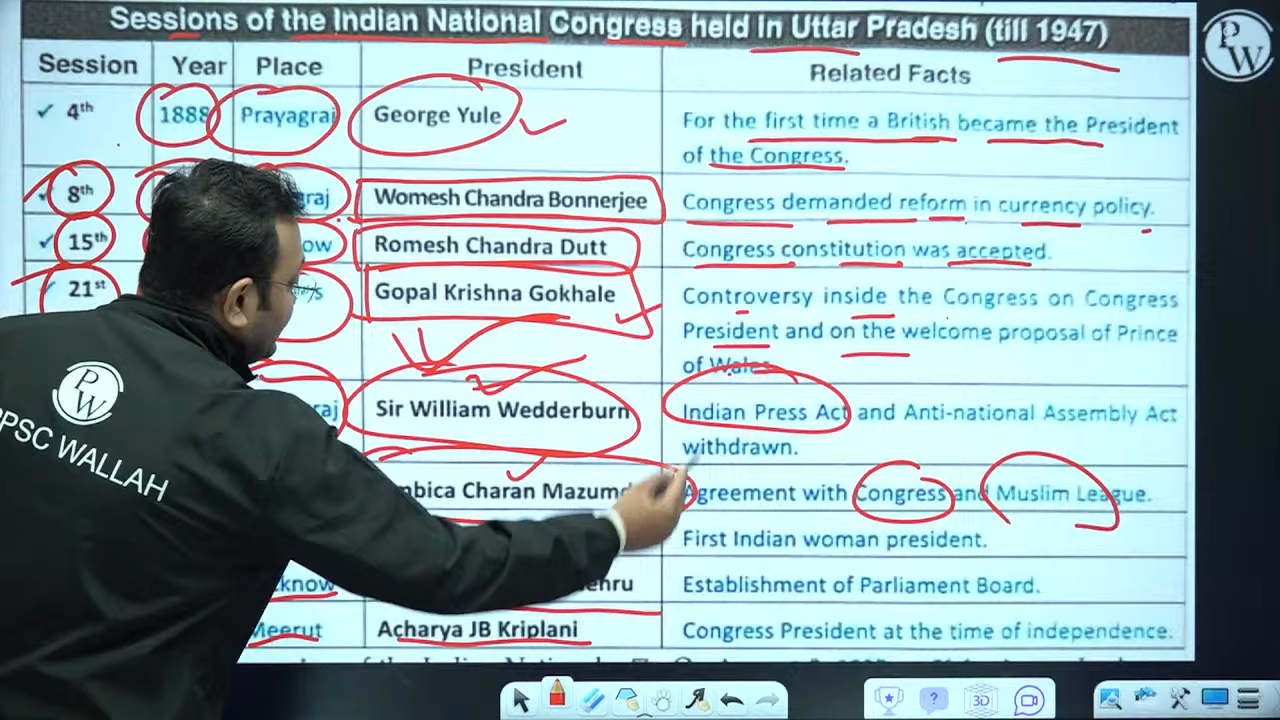 Sessions of the Indian National Congress held in Uttar Pradesh (till 1947)
Session Year Place President Related Facts
4th 1888 Prayagraj George Yule For the first time a British became the President
of the Congress.
8th Womesh Chandra Bonnerjee Congress demanded reform in currency policy.
15th Romesh Chandra Dutt Congress constitution was accepted.
21st Gopal Krishna Gokhale Controversy inside the Congress on Congress
President and on the welcome proposal of Prince
of Wales
Sir William Wedderburn Indian Press Act and Anti-national Assembly Act
withdrawn.
Charan Agreement with Congress and Muslim League.
First Indian woman president.
Establishment of Parliament Board.
Meerut Acharya JB Kriplani Congress President at the time of independence.
PW
PW
PSC WALLAH
3D